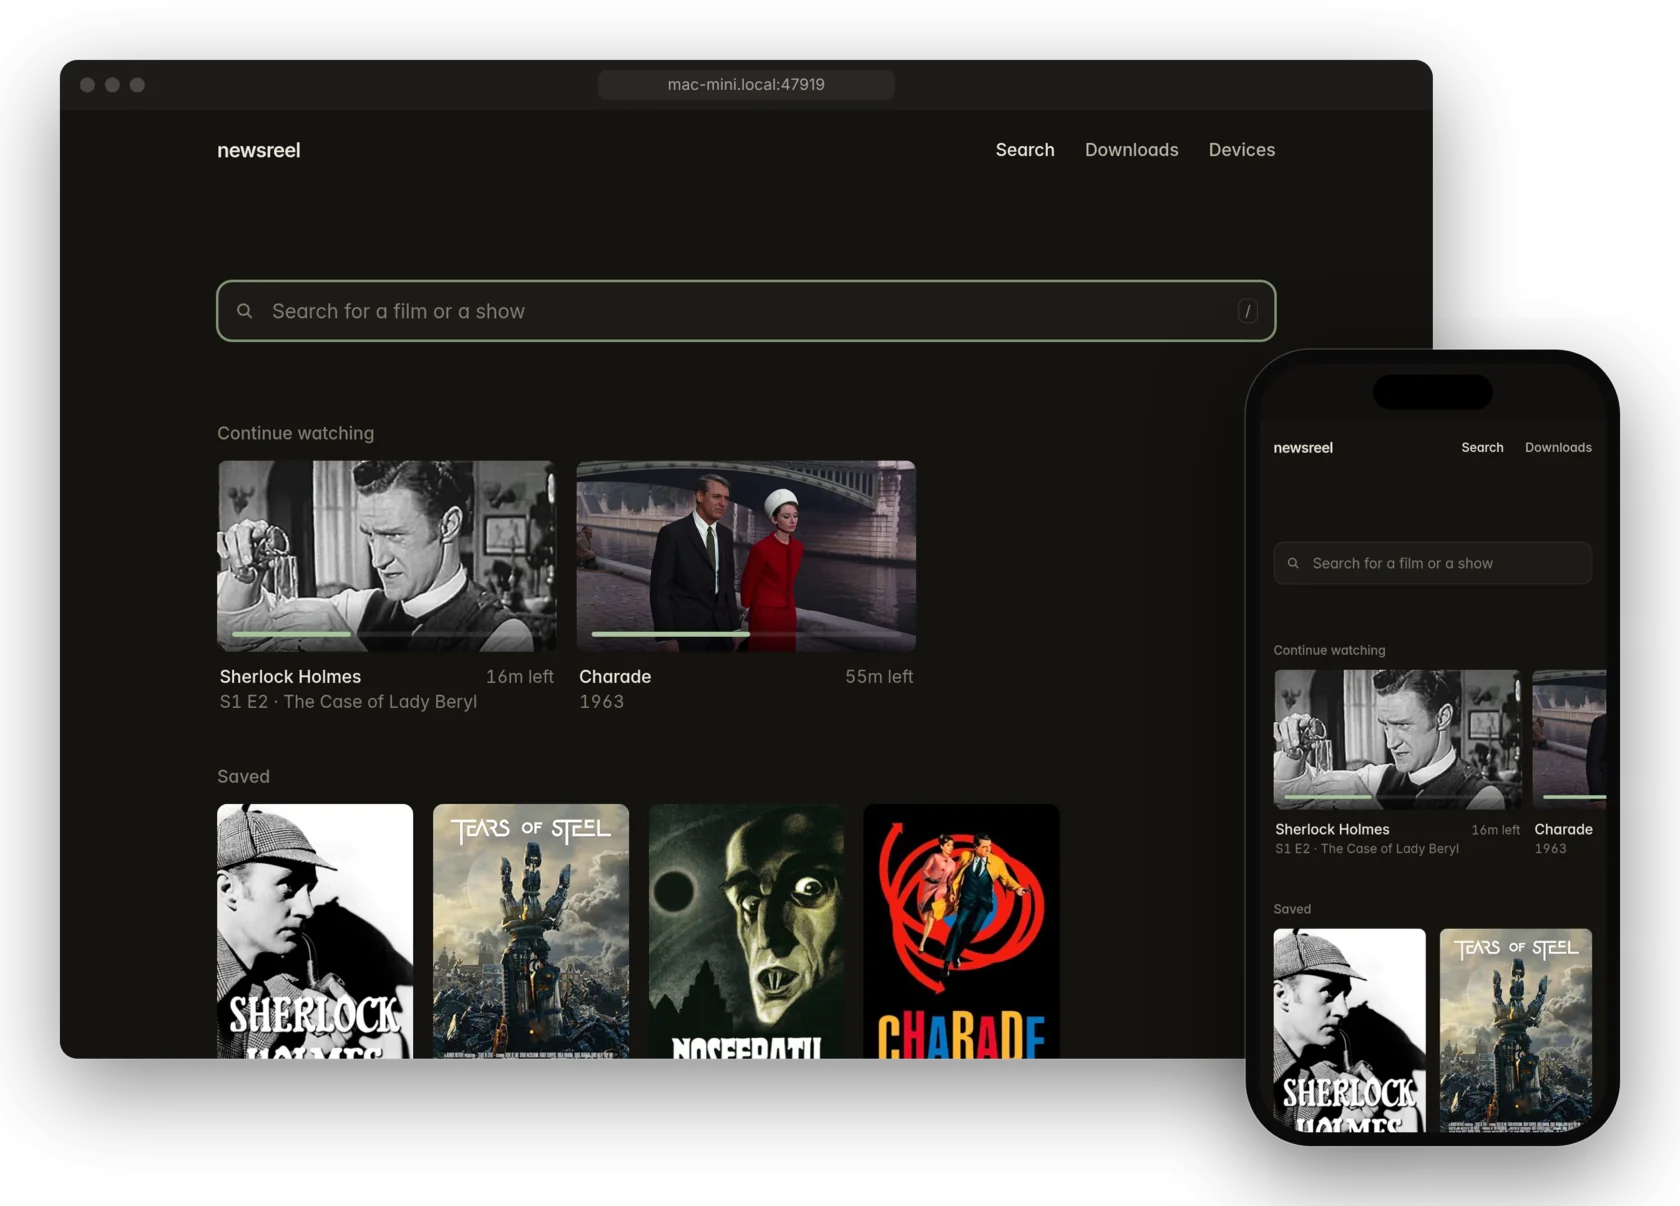 mac-mini.local:47919
newsreel
Search Downloads Devices
Search for a film or a show /
Continue watching
Sherlock Holmes 16m left
S1 E2 · The Case of Lady Beryl
Charade 55m left
1963
Saved
SHERLOCK
HOLMES
TEARS OF STEEL
NOSFERATU
CHARADE
newsreel
Search Downloads
Search for a film or a show
Continue watching
Sherlock Holmes 16m left
S1 E2 · The Case of Lady Beryl
Charade
1963
Saved
SHERLOCK
HOLMES
TEARS OF STEEL